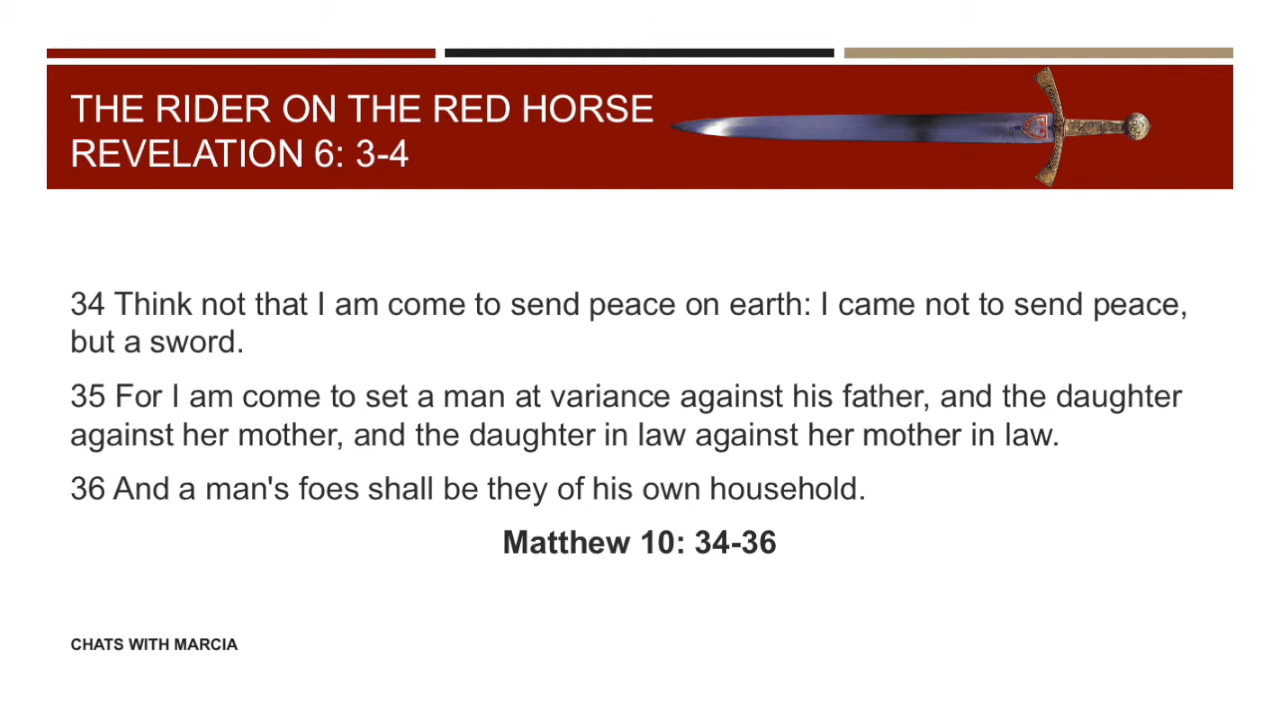 THE RIDER ON THE RED HORSE
REVELATION 6: 3-4
34 Think not that I am come to send peace on earth: I came not to send peace,
but a sword.
35 For I am come to set a man at variance against his father, and the daughter
against her mother, and the daughter in law against her mother in law.
36 And a man's foes shall be they of his own household.
Matthew 10: 34-36
CHATS WITH MARCIA